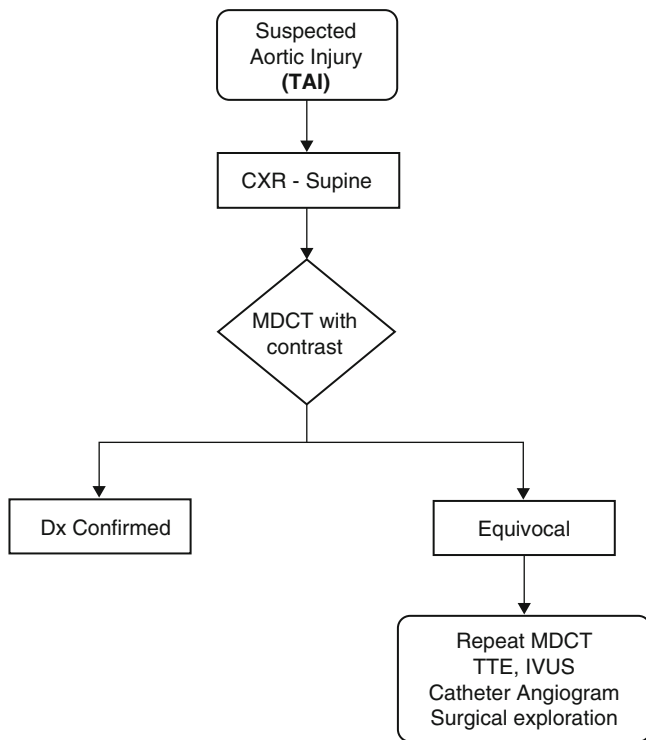 Suspected
Aortic Injury
(TAI)
CXR - Supine
MDCT with
contrast
Dx Confirmed
Equivocal
Repeat MDCT
TTE, IVUS
Catheter Angiogram
Surgical exploration